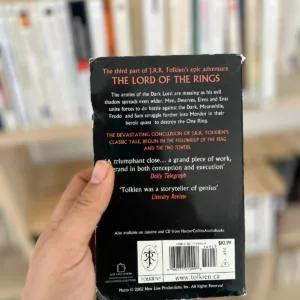 The third part of J.R.R. Tolkien's epic adventure
THE LORD OF THE RINGS
The armies of the Dark Lord are massing as his evil
shadow spreads even wider. Men, Dwarves, Elves and Ents
unite forces to do battle against the Dark. Meanwhile,
Frodo and Sam struggle further into Mordor in their
heroic quest to destroy the One Ring.
THE DEVASTATING CONCLUSION OF J.R.R. TOLKIEN'S
CLASSIC TALE, BEGUN IN THE FELLOWSHIP OF THE RING
AND THE TWO TOWERS
'A triumphant close... a grand piece of work,
grand in both conception and execution'
Daily Telegraph
'Tolkien was a storyteller of genius'
Literary Review
Also available on cassette and CD from HarperCollinsAudioBooks
$10.99
TOLKIEN
www.tolkien.ca
Photo © 2002 New Line Productions, Inc. All Rights Reserved.